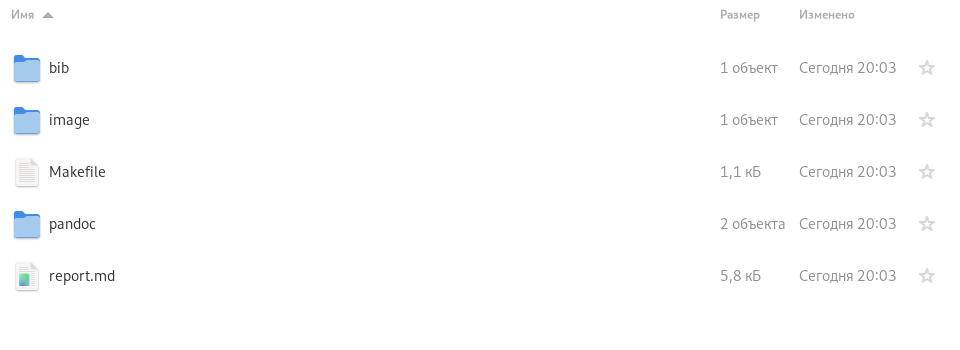 Имя Размер Изменено
bib 1 объект Сегодня 20:03
image 1 объект Сегодня 20:03
Makefile 1,1 кБ Сегодня 20:03
pandoc 2 объекта Сегодня 20:03
report.md 5,8 кБ Сегодня 20:03